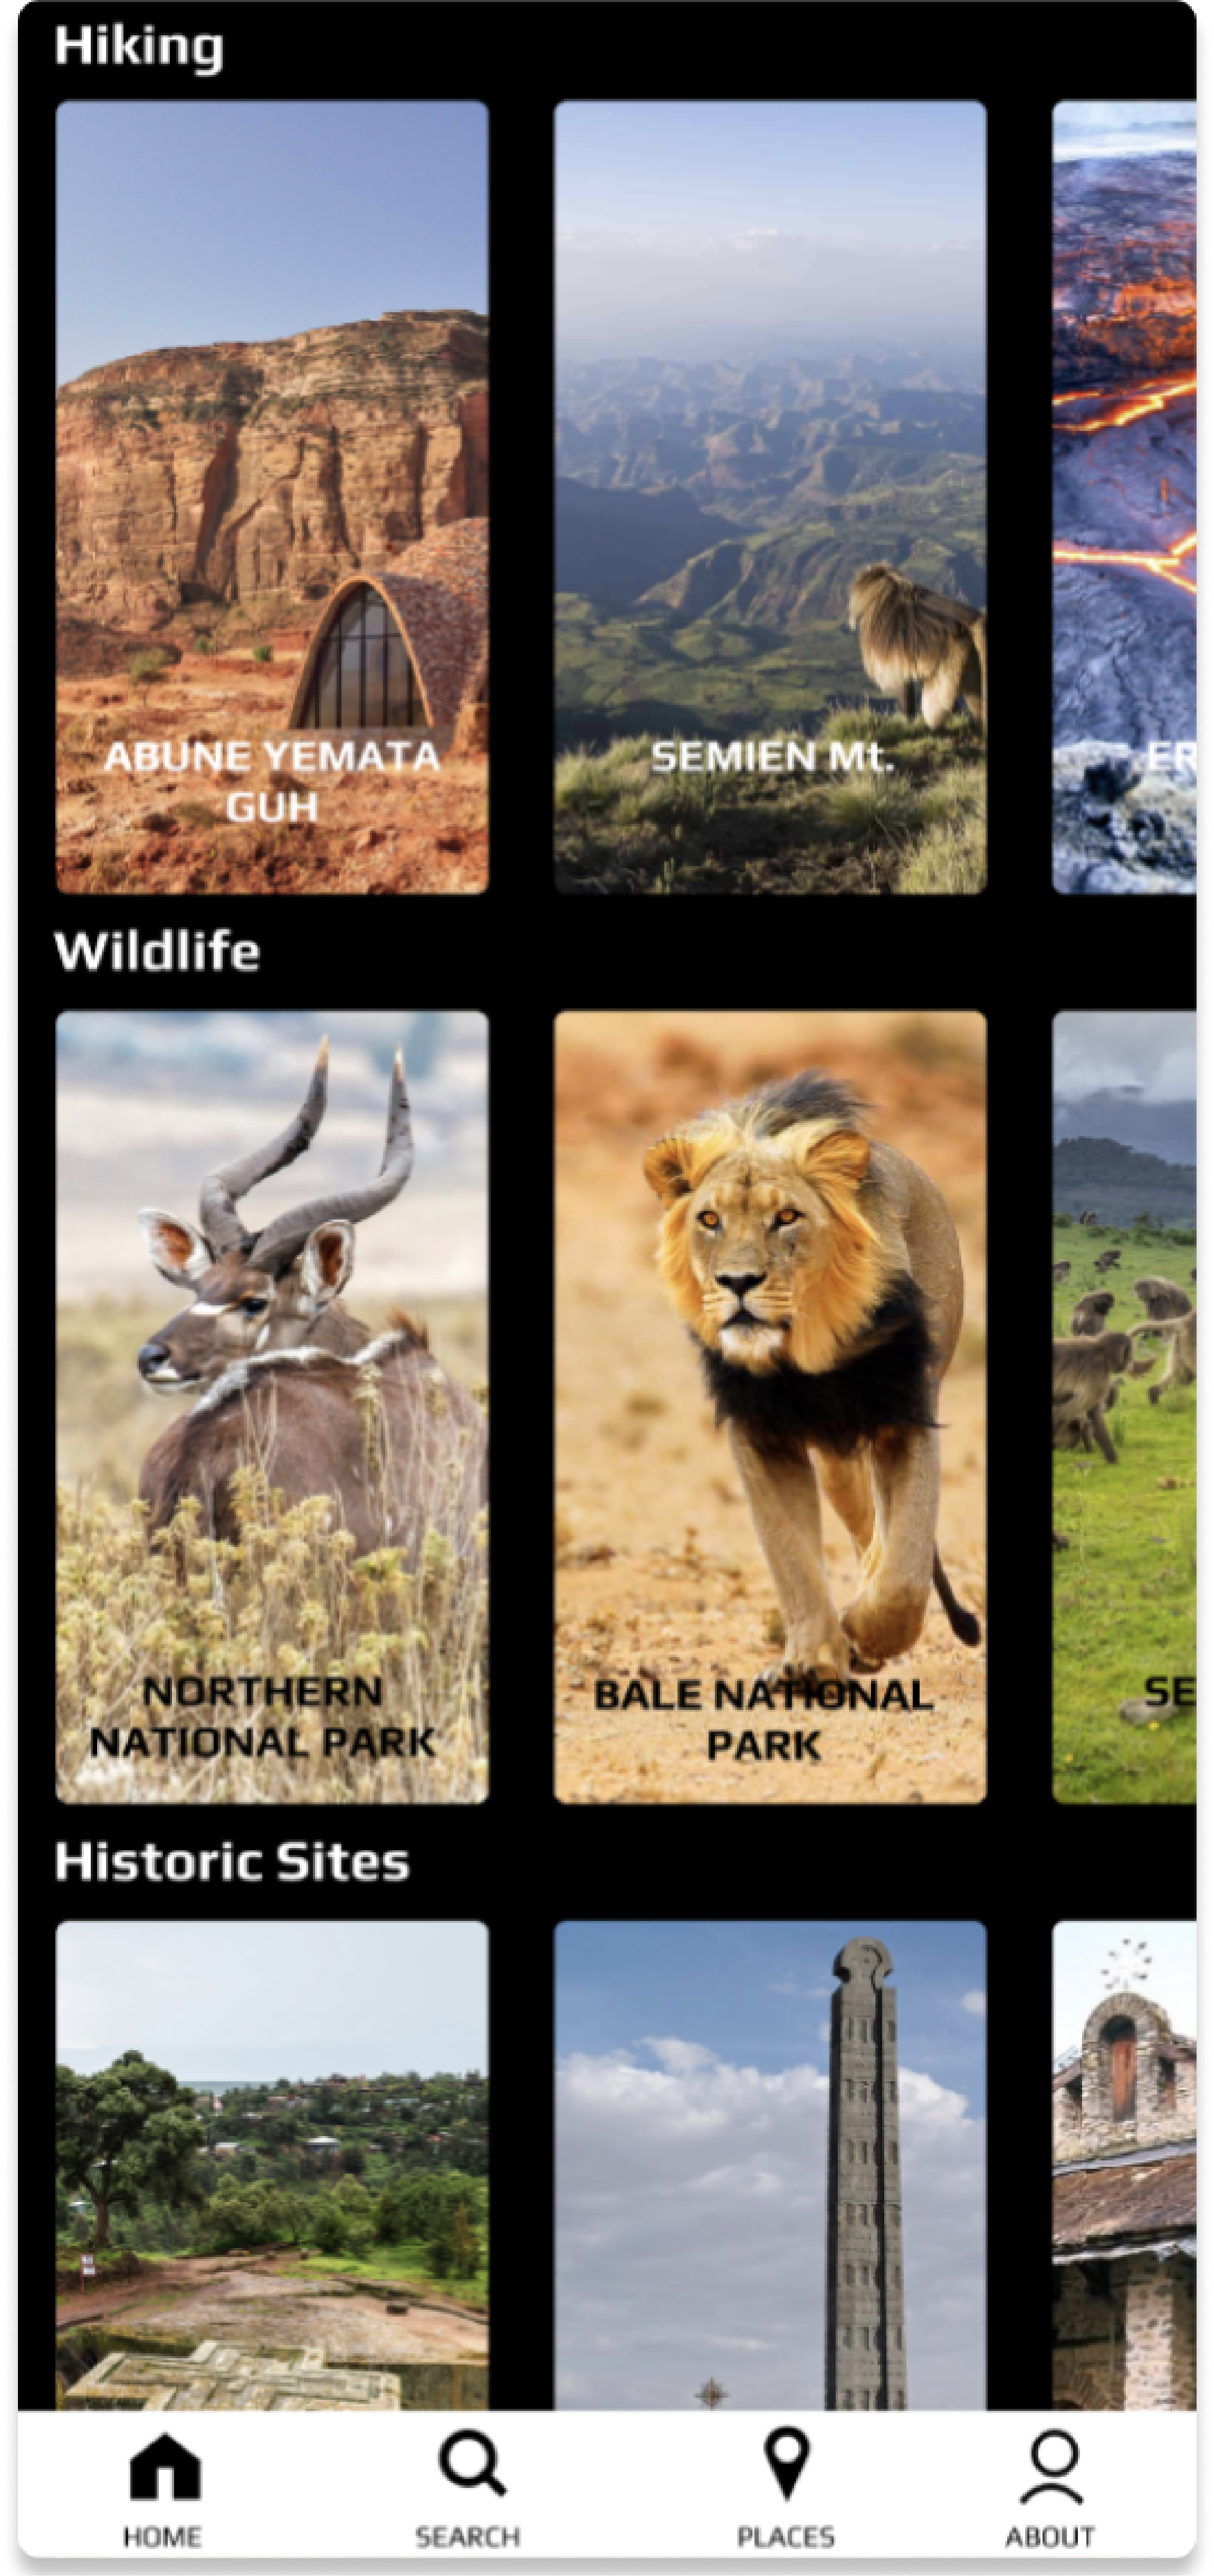 Hiking
ABUNE YEMATA
GUH
SEMIEN Mt.
ER
Wildlife
NORTHERN
NATIONAL PARK
BALE NATIONAL
PARK
SE
Historic Sites
HOME
SEARCH
PLACES
ABOUT